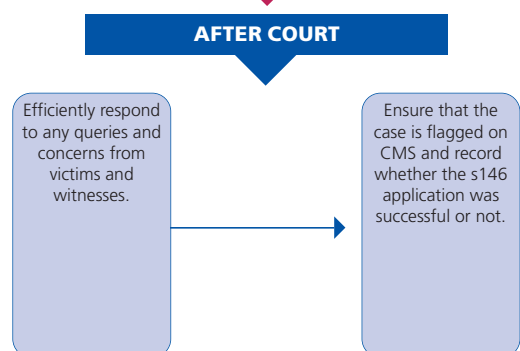 AFTER COURT
Efficiently respond
to any queries and
concerns from
victims and
witnesses.
Ensure that the
case is flagged on
CMS and record
whether the s146
application was
successful or not.